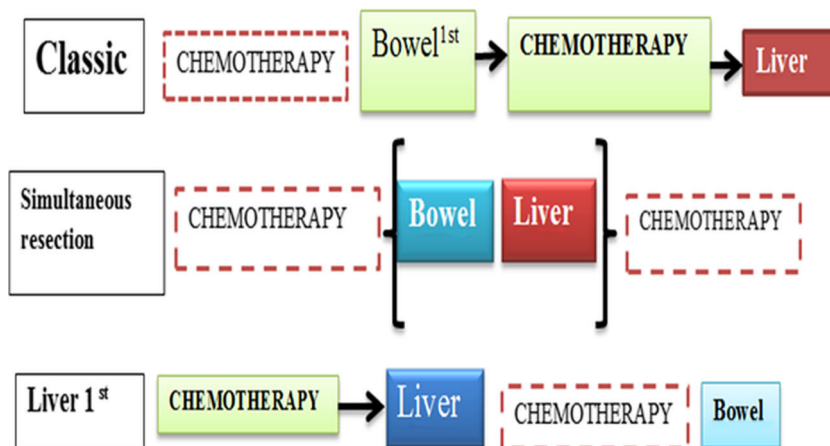 Classic
CHEMOTHERAPY
Bowel1st
CHEMOTHERAPY
Liver
Simultaneous
resection
CHEMOTHERAPY
Bowel
Liver
CHEMOTHERAPY
Liver 1st
CHEMOTHERAPY
Liver
CHEMOTHERAPY
Bowel